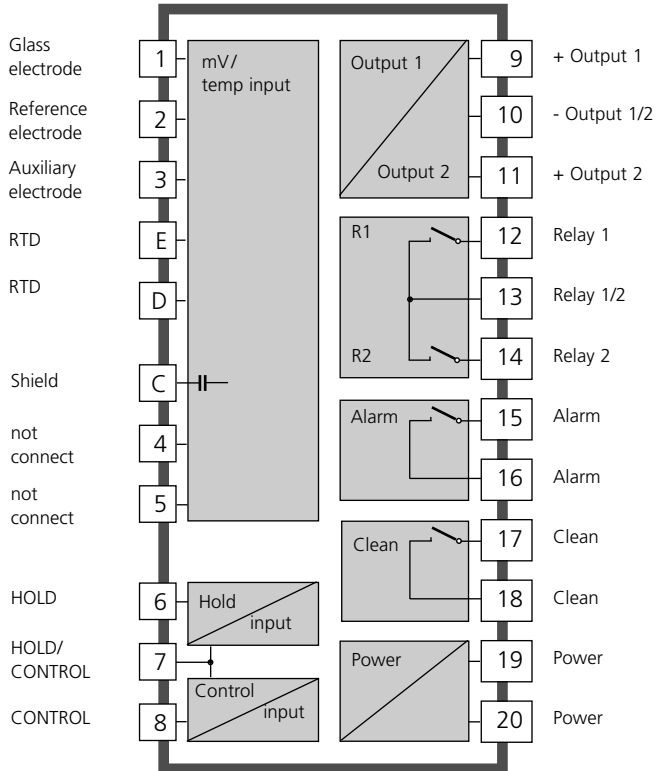 Glass
electrode
1
mV/
temp input
Reference
electrode
2
Auxiliary
electrode
3
RTD
E
RTD
D
Shield
C
not
connect
4
not
connect
5
HOLD
6
Hold
input
HOLD/
CONTROL
7
CONTROL
8
Control
input
Output 1
Output 2
9
+ Output 1
10
- Output 1/2
11
+ Output 2
R1
R2
12
Relay 1
13
Relay 1/2
14
Relay 2
Alarm
15
Alarm
16
Alarm
Clean
17
Clean
18
Clean
Power
19
Power
20
Power